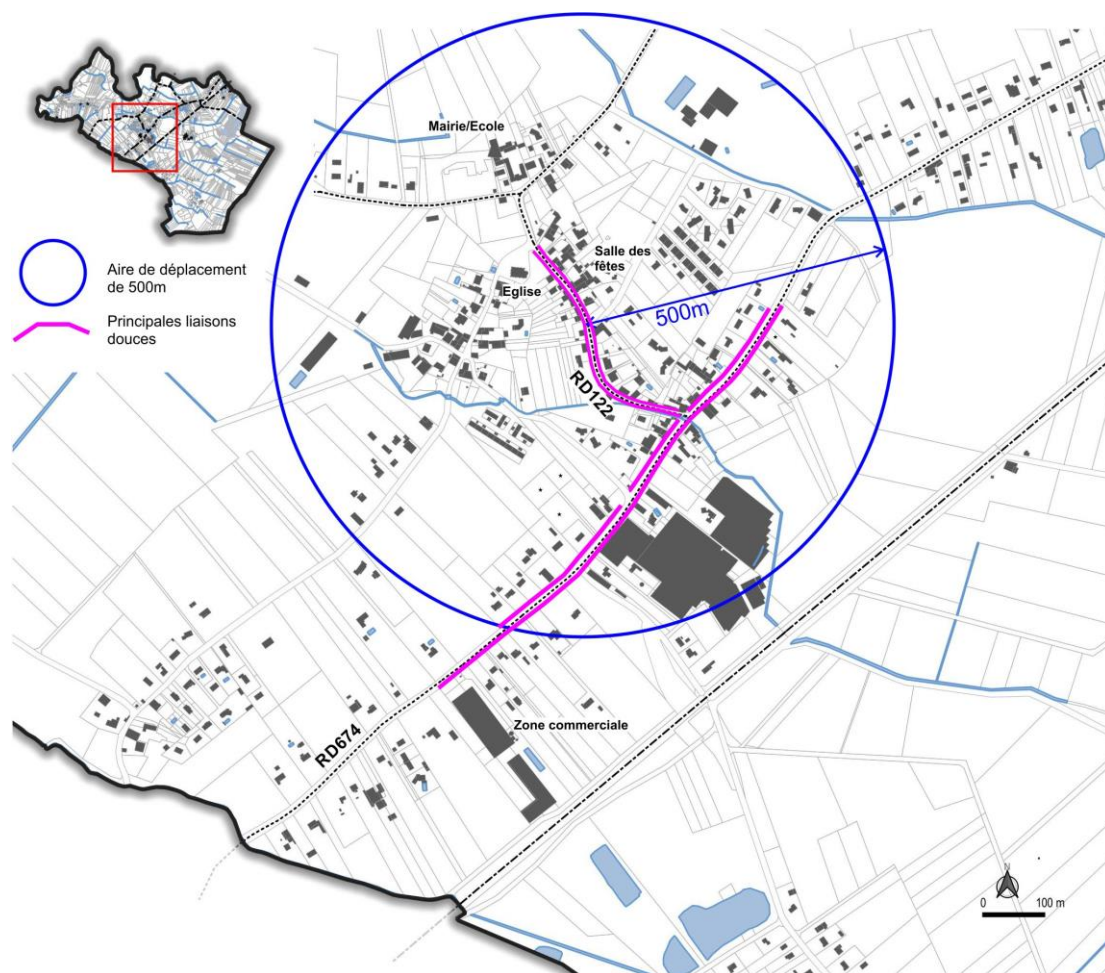 Mairie/Ecole
Salle des
fêtes
Eglise
Aire de déplacement
de 500m
Principales liaisons
douces
500m
RD122
Zone commerciale
RD674
N
0 100 m